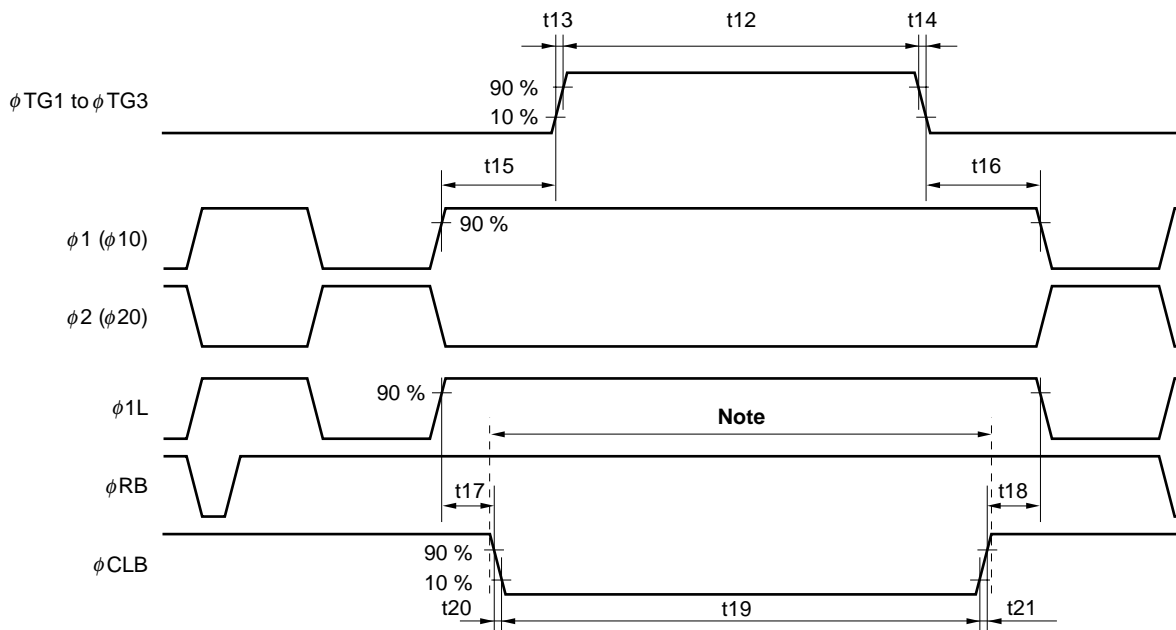 t13 t12 t14
90 %
ϕTG1 to ϕTG3
10 %
t15 t16
90 %
ϕ1 (ϕ10)
ϕ2 (ϕ20)
90 %
ϕ1L
Note
ϕRB
t17 t18
90 %
ϕCLB
10 %
t20 t19 t21